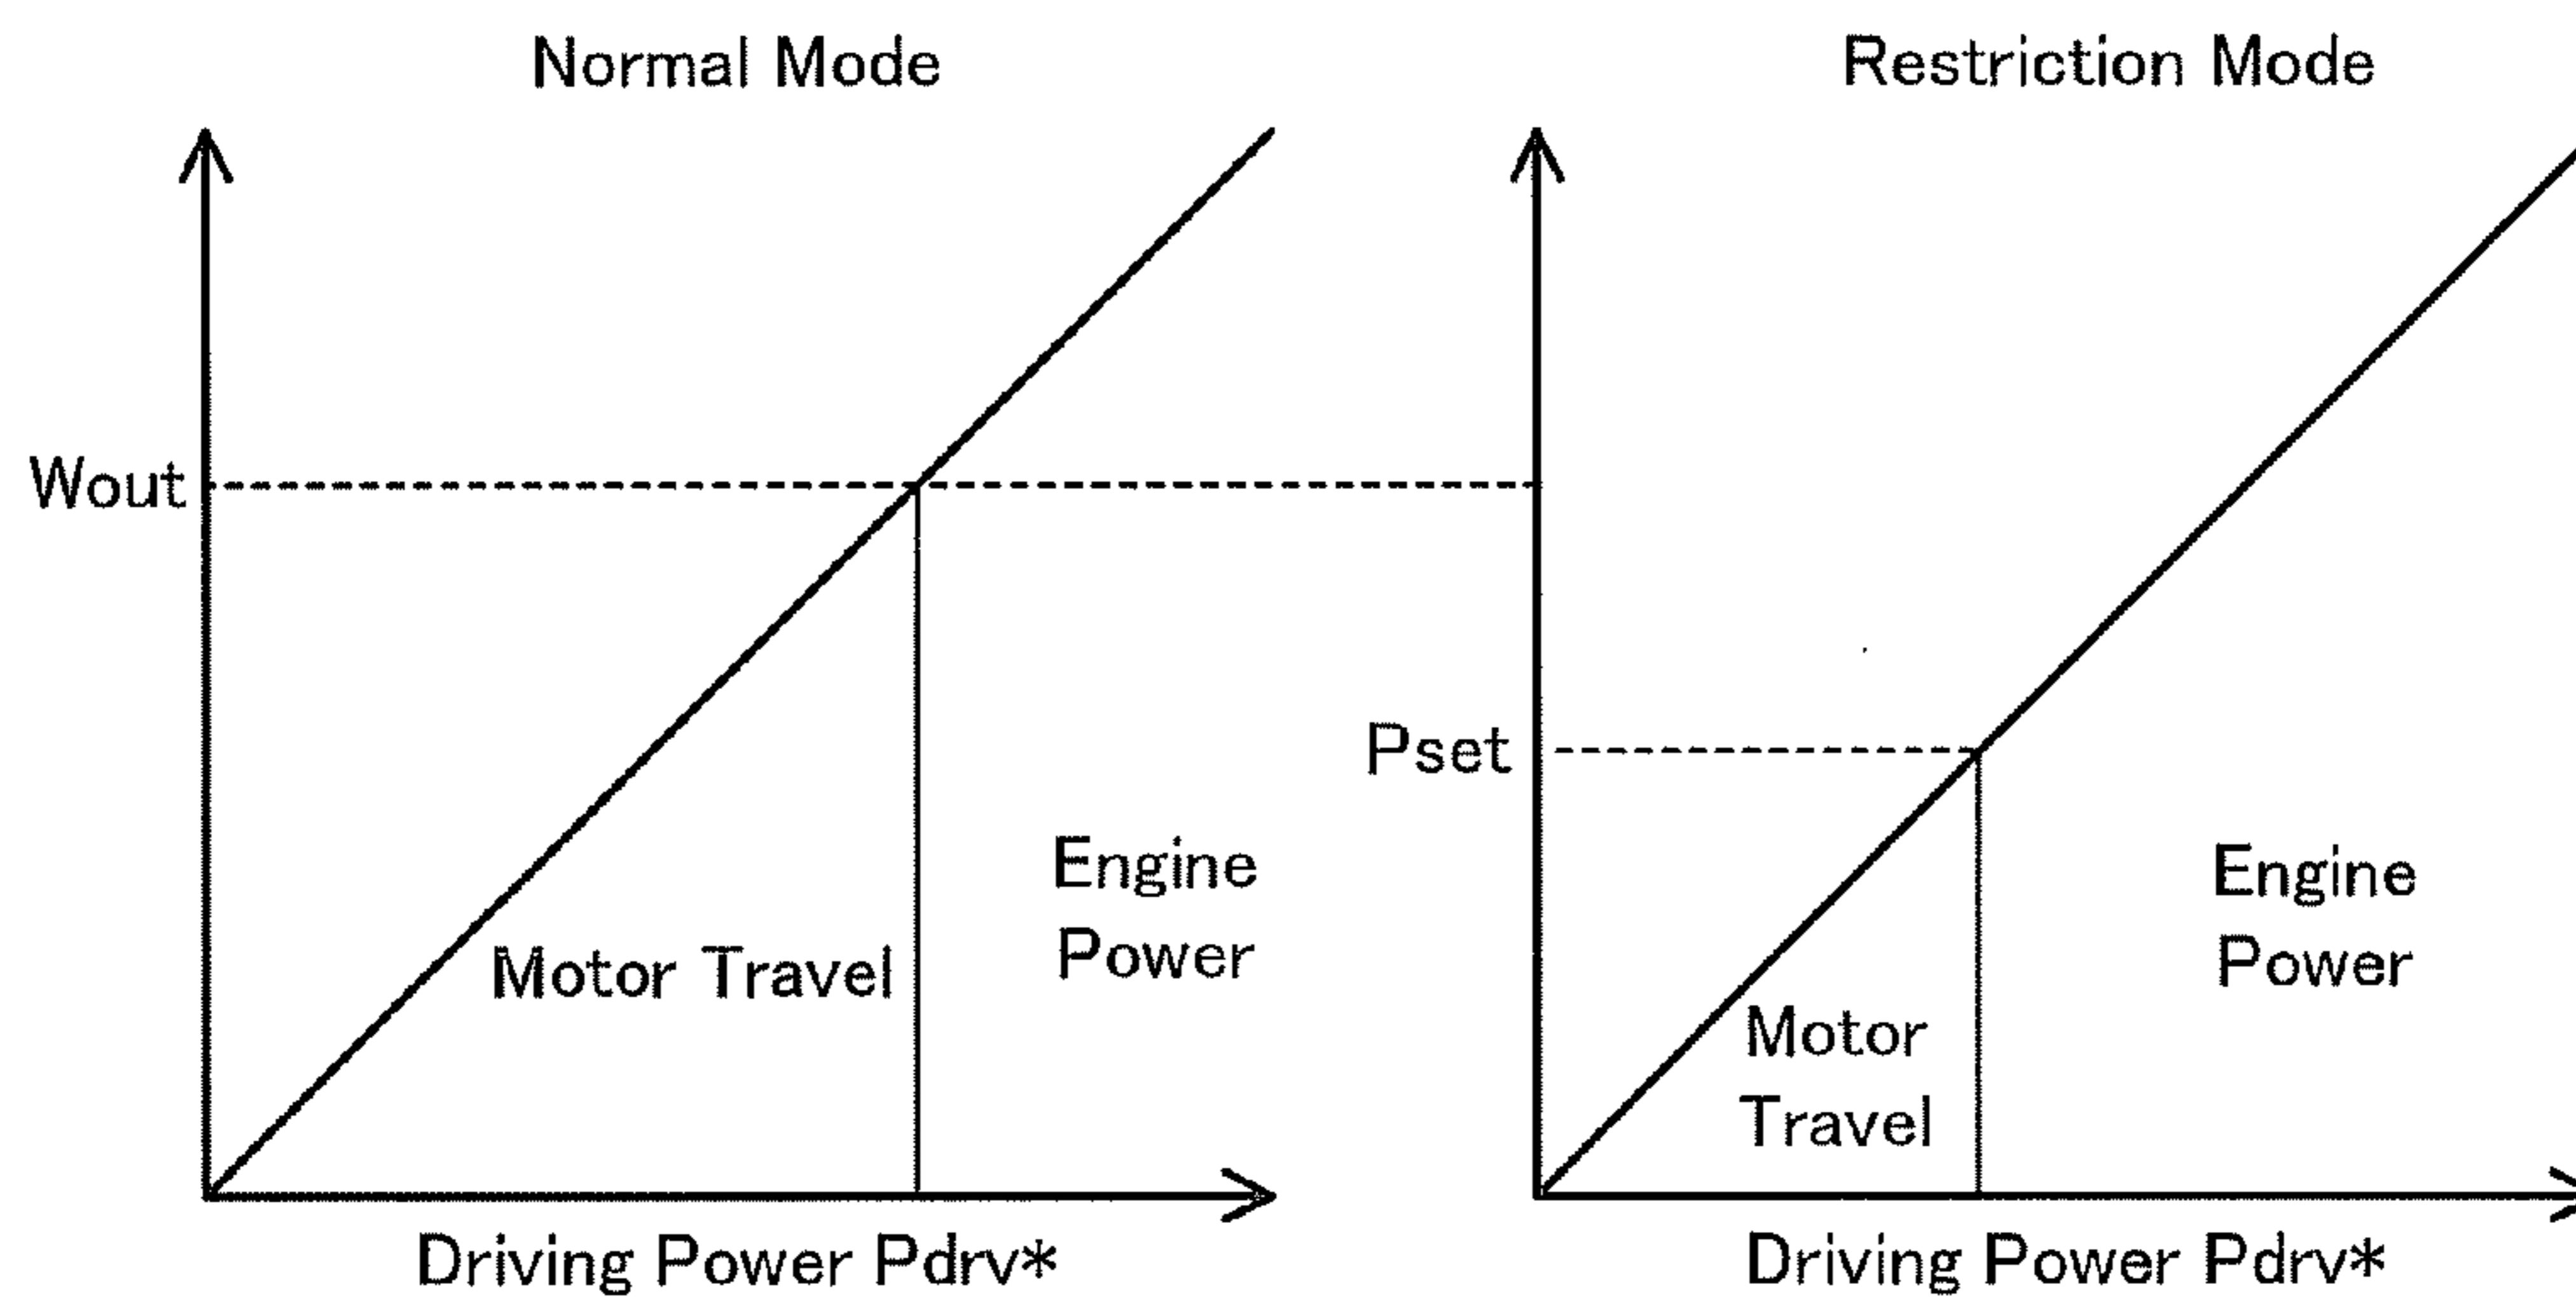 Normal Mode
Wout
Motor Travel
Engine
Power
Driving Power Pdrv*
Restriction Mode
Pset
Motor
Travel
Engine
Power
Driving Power Pdrv*